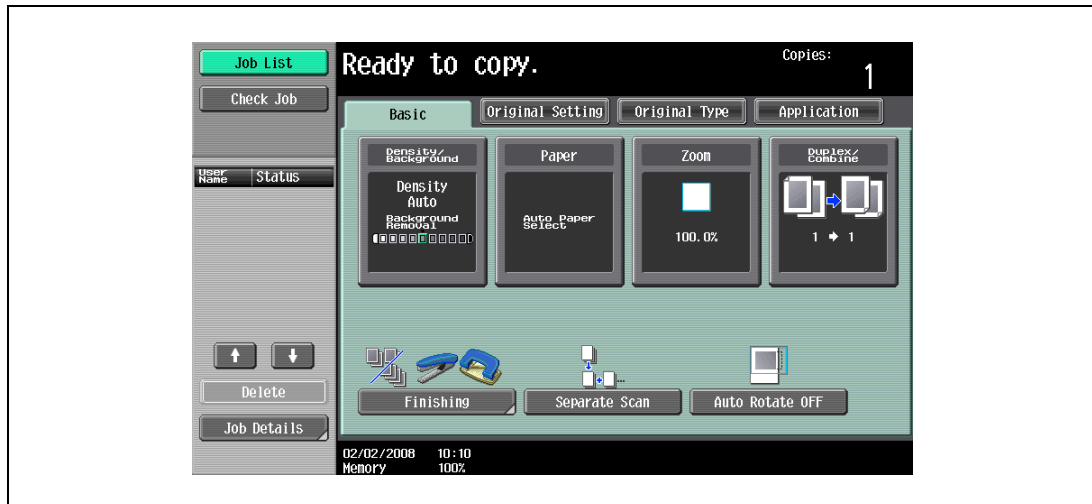 Job List
Check Job
User Name Status
Delete
Job Details
Ready to copy.
Copies: 1
Basic
Original Setting
Original Type
Application
Density/
Background
Density
Auto
Background
Removal
Paper
Auto Paper
Select
Zoom
100.0%
Duplex/
Combine
1 → 1
Finishing
Separate Scan
Auto Rotate OFF
02/02/2008 10:10
Memory 100%